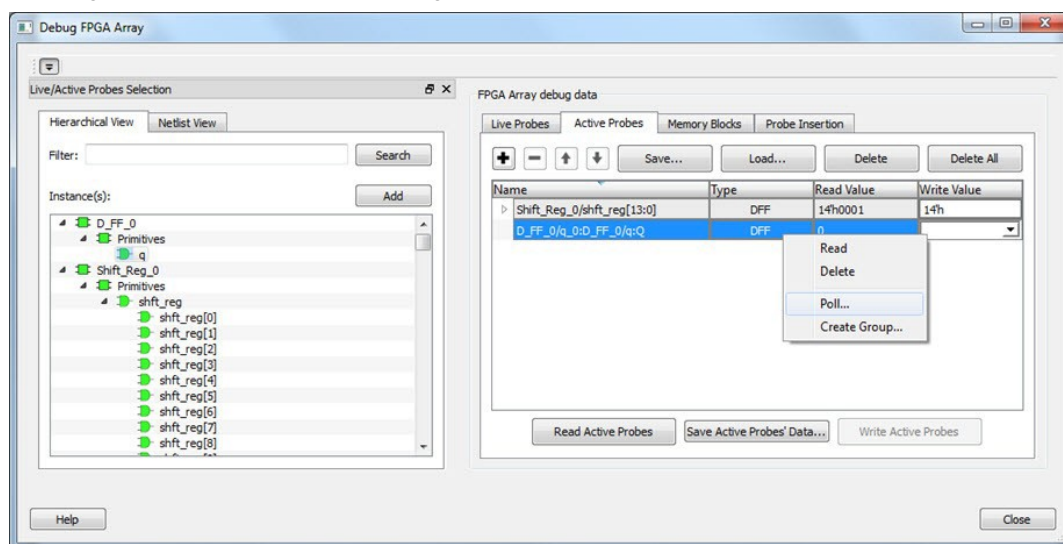 Debug FPGA Array
Live/Active Probes Selection
Hierarchical View Netlist View
Filter: Search
Instance(s): Add
D_FF_0
Primitives
q
Shift_Reg_0
Primitives
shft_reg
shft_reg[0]
shft_reg[1]
shft_reg[2]
shft_reg[3]
shft_reg[4]
shft_reg[5]
shft_reg[6]
shft_reg[7]
shft_reg[8]
FPGA Array debug data
Live Probes Active Probes Memory Blocks Probe Insertion
Save... Load... Delete Delete All
Name Type Read Value Write Value
Shift_Reg_0/shft_reg[13:0] DFF 14'h0001 14'h
D_FF_0/q_0:D_FF_0/q:Q DFF 0
Read
Delete
Poll...
Create Group...
Read Active Probes Save Active Probes' Data... Write Active Probes
Help Close